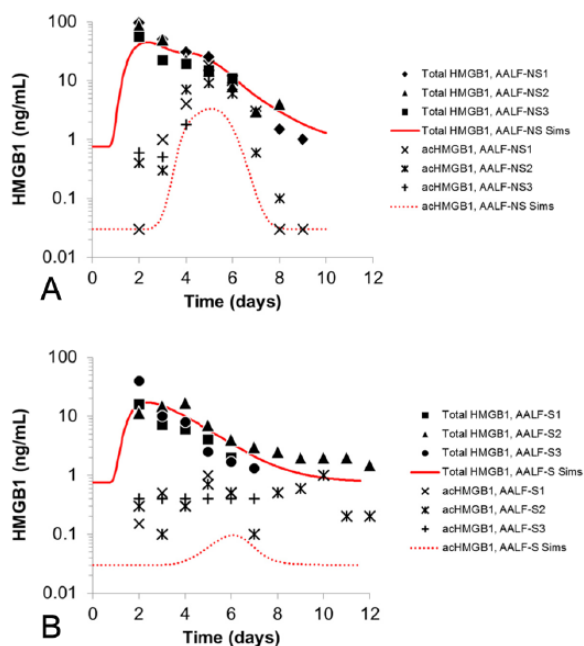 100
10
1
0.1
0.01
HMGB1 (ng/mL)
0 2 4 6 8 10 12
Time (days)
A
Total HMGB1, AALF-NS1
Total HMGB1, AALF-NS2
Total HMGB1, AALF-NS3
Total HMGB1, AALF-NS Sims
acHMGB1, AALF-NS1
acHMGB1, AALF-NS2
acHMGB1, AALF-NS3
acHMGB1, AALF-NS Sims
100
10
1
0.1
0.01
HMGB1 (ng/mL)
0 2 4 6 8 10 12
Time (days)
B
Total HMGB1, AALF-S1
Total HMGB1, AALF-S2
Total HMGB1, AALF-S3
Total HMGB1, AALF-S Sims
acHMGB1, AALF-S1
acHMGB1, AALF-S2
acHMGB1, AALF-S3
acHMGB1, AALF-S Sims